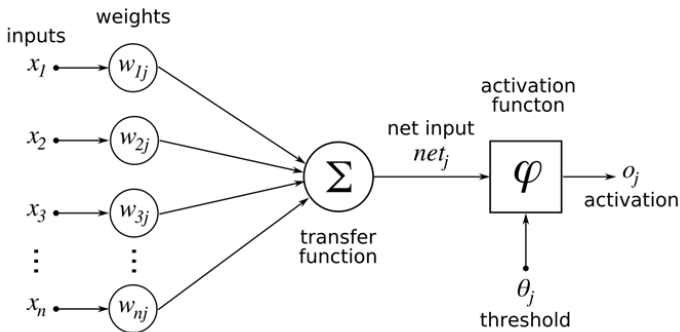 weights
inputs
x1 w1j
activation
functon
x2 w2j
net input
netj
Σ
φ
oj
activation
x3 w3j
transfer
function
⋮ ⋮
xn wnj
θj
threshold